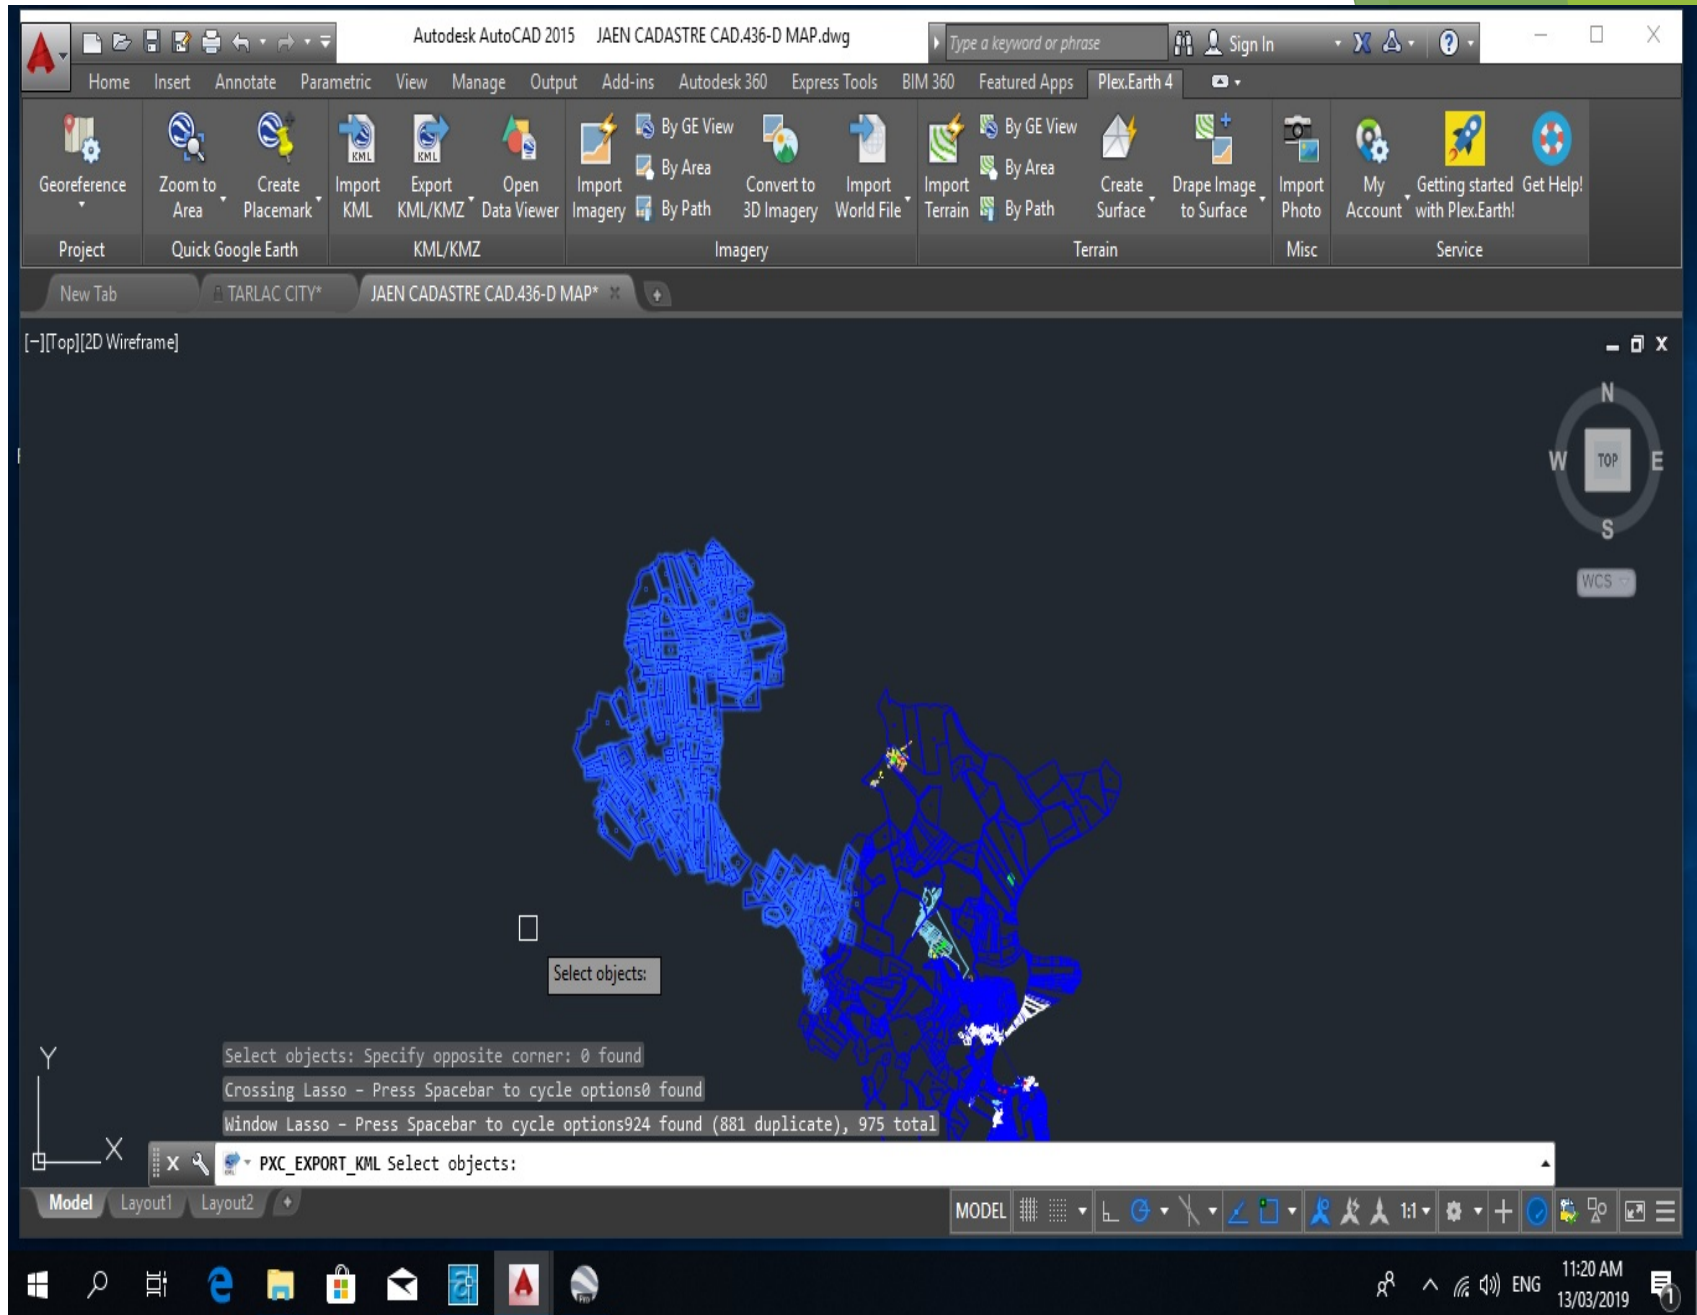 Autodesk AutoCAD 2015 JAEN CADASTRE CAD.436-D MAP.dwg
Type a keyword or phrase
Sign In
Home Insert Annotate Parametric View Manage Output Add-ins Autodesk 360 Express Tools BIM 360 Featured Apps Plex.Earth 4
Georeference
Project
Zoom to
Area
Create
Placemark
Quick Google Earth
KML
Import
KML
KML
Export
KML/KMZ
Open
Data Viewer
KML/KMZ
Import
Imagery
By GE View
By Area
By Path
Convert to
3D Imagery
Import
World File
Imagery
Import
Terrain
By GE View
By Area
By Path
Create
Surface
Drape Image
to Surface
Terrain
Import
Photo
Misc
My
Account
Getting started
with Plex.Earth!
Get Help!
Service
New Tab TARLAC CITY* JAEN CADASTRE CAD.436-D MAP*
[−][Top][2D Wireframe]
N
W TOP E
S
WCS
Select objects:
Select objects: Specify opposite corner: 0 found
Crossing Lasso - Press Spacebar to cycle options0 found
Window Lasso - Press Spacebar to cycle options924 found (881 duplicate), 975 total
Y
X
PXC_EXPORT_KML Select objects:
Model Layout1 Layout2
MODEL 1:1
Pro
ENG
11:20 AM
13/03/2019
1